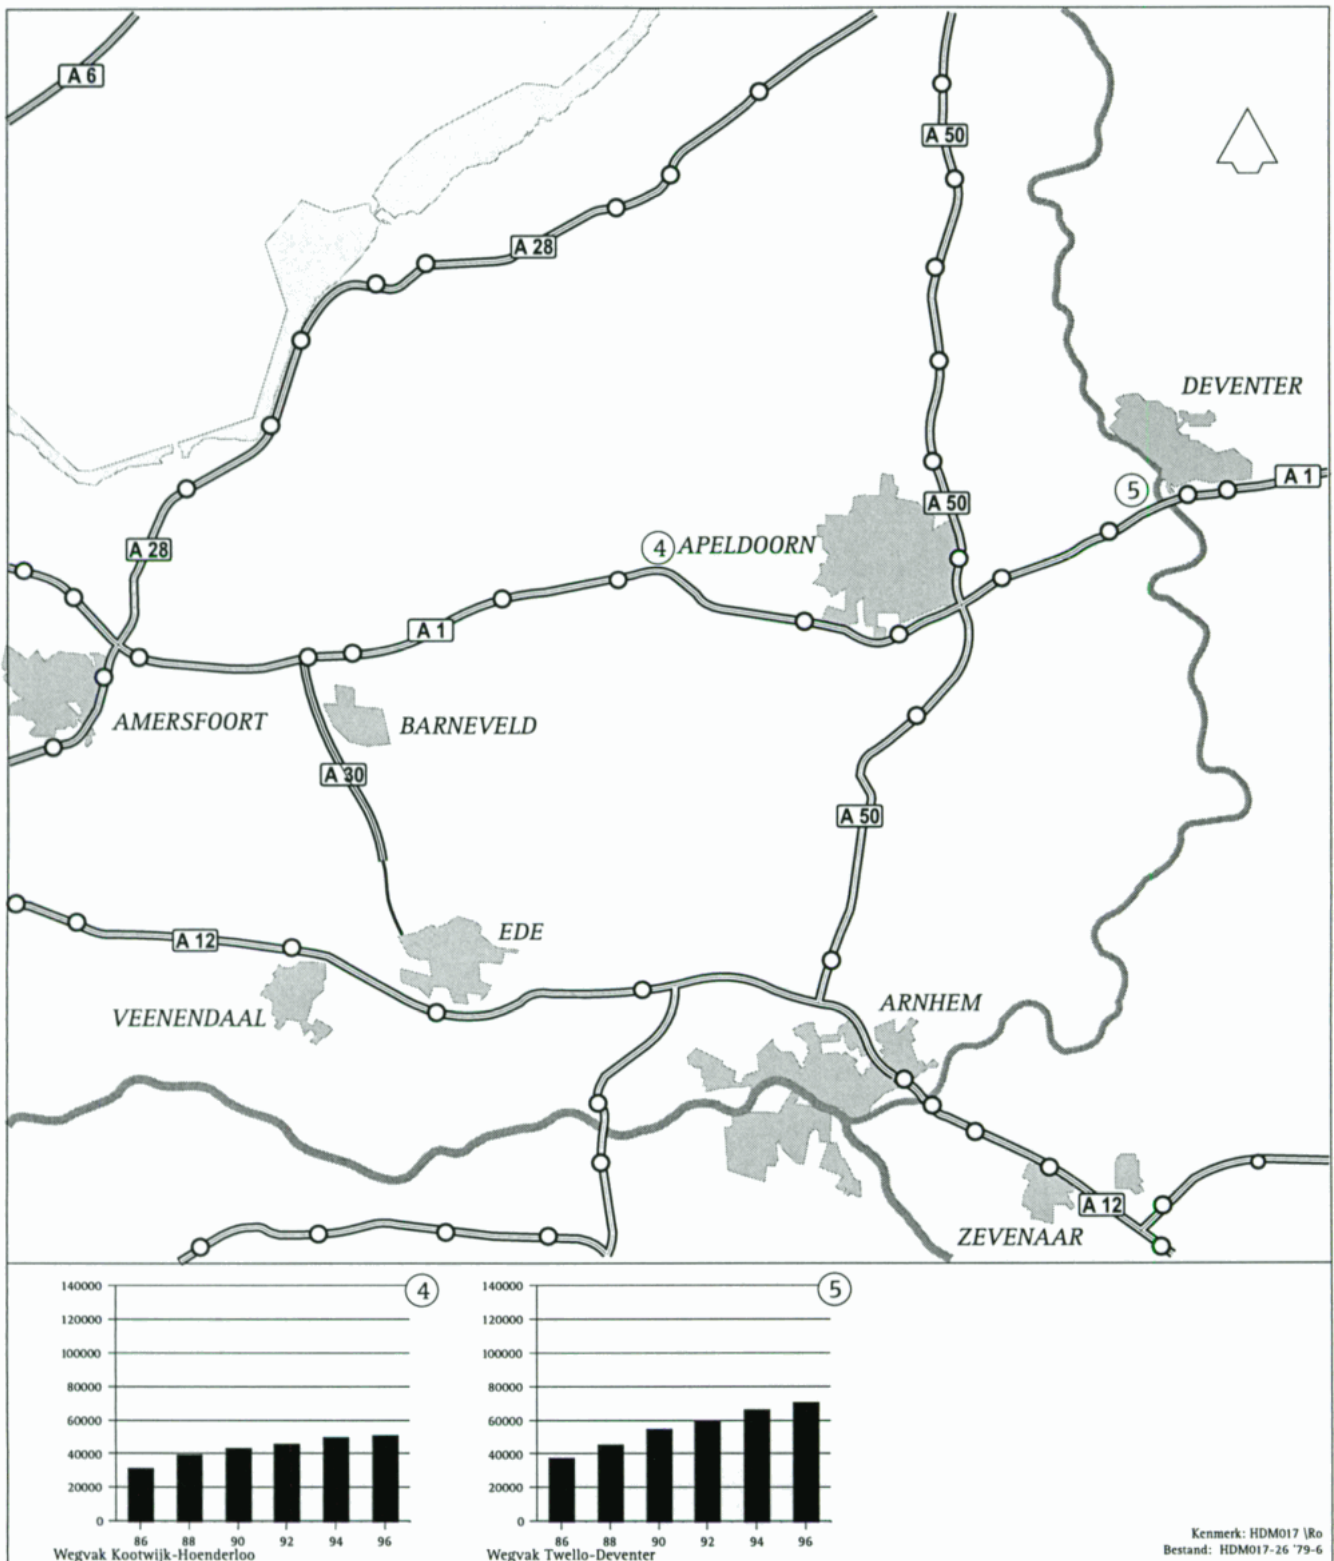 A 6
A 50
A 28
DEVENTER
A 1
5
A 50
4 APELDOORN
A 28
A 1
AMERSFOORT
BARNEVELD
A 30
A 50
EDE
A 12
ARNHEM
VEENENDAAL
A 12
ZEVENAAR
4
140000
120000
100000
80000
60000
40000
20000
0
86 88 90 92 94 96
Wegvak Kootwijk-Hoenderloo
5
140000
120000
100000
80000
60000
40000
20000
0
86 88 90 92 94 96
Wegvak Twello-Deventer
Kenmerk: HDM017 \Ro
Bestand: HDM017-26 '79-6